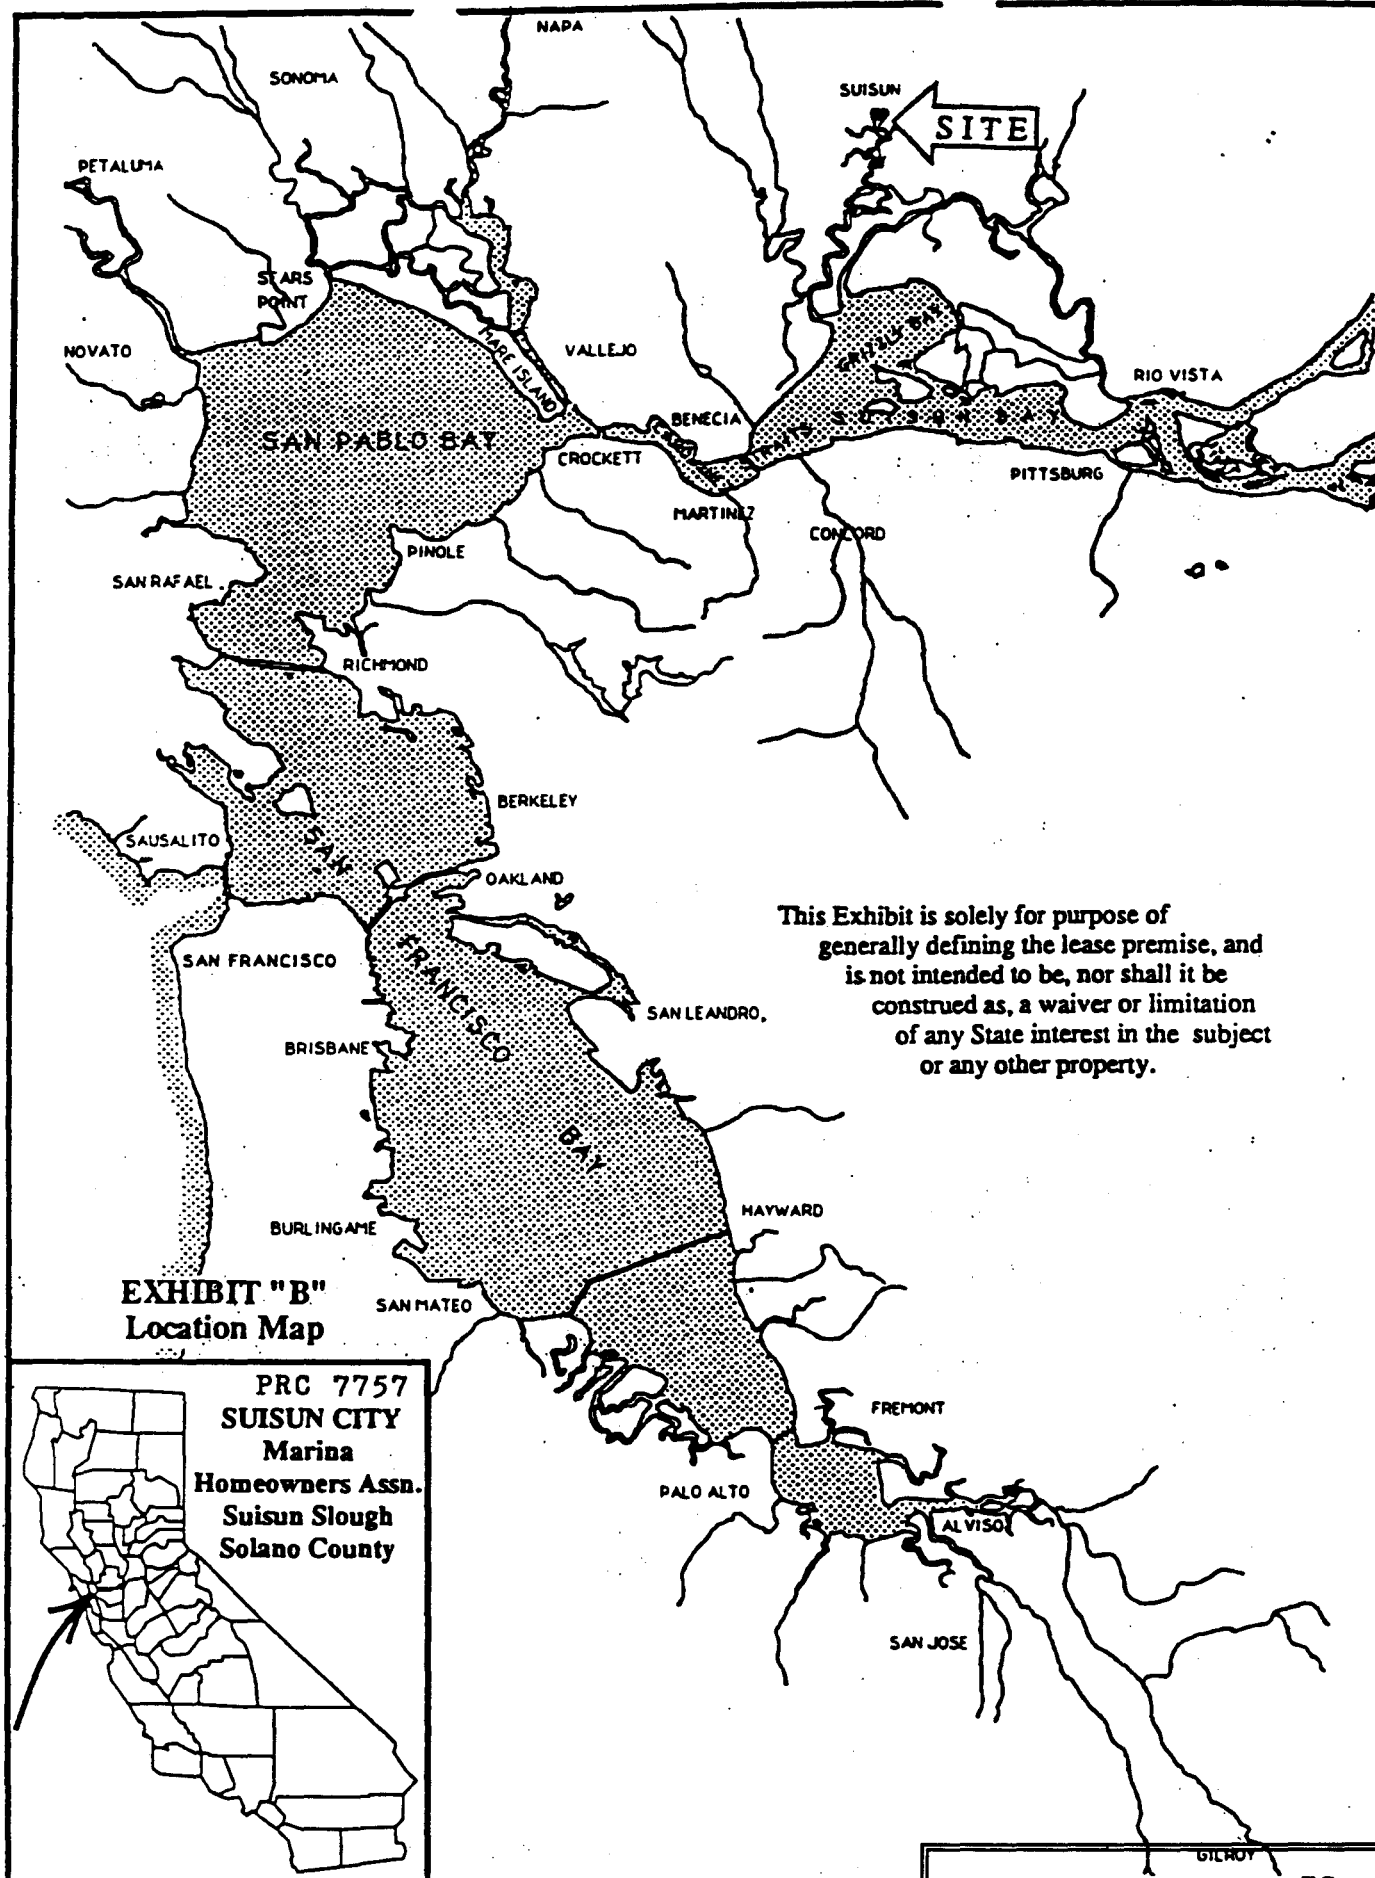 NAPA
SONOMA
SUISUN
SITE
PETALUMA
STARS
POINT
NOVATO
MARE ISLAND
VALLEJO
GRIZZLY BAY
RIO VISTA
BENECIA
SAN PABLO BAY
STRAITS
SUISUN BAY
CROCKETT
PITTSBURG
MARTINEZ
CONCORD
PINOLE
SAN RAFAEL
RICHMOND
BERKELEY
SAUSALITO
SAN FRANCISCO BAY
OAKLAND
This Exhibit is solely for purpose of
generally defining the lease premise, and
is not intended to be, nor shall it be
construed as, a waiver or limitation
of any State interest in the subject
or any other property.
SAN FRANCISCO
SAN LEANDRO
BRISBANE
HAYWARD
BURLINGAME
SAN MATEO
EXHIBIT "B"
Location Map
PRC 7757
SUISUN CITY
Marina
Homeowners Assn.
Suisun Slough
Solano County
FREMONT
PALO ALTO
ALVISO
SAN JOSE
GILROY